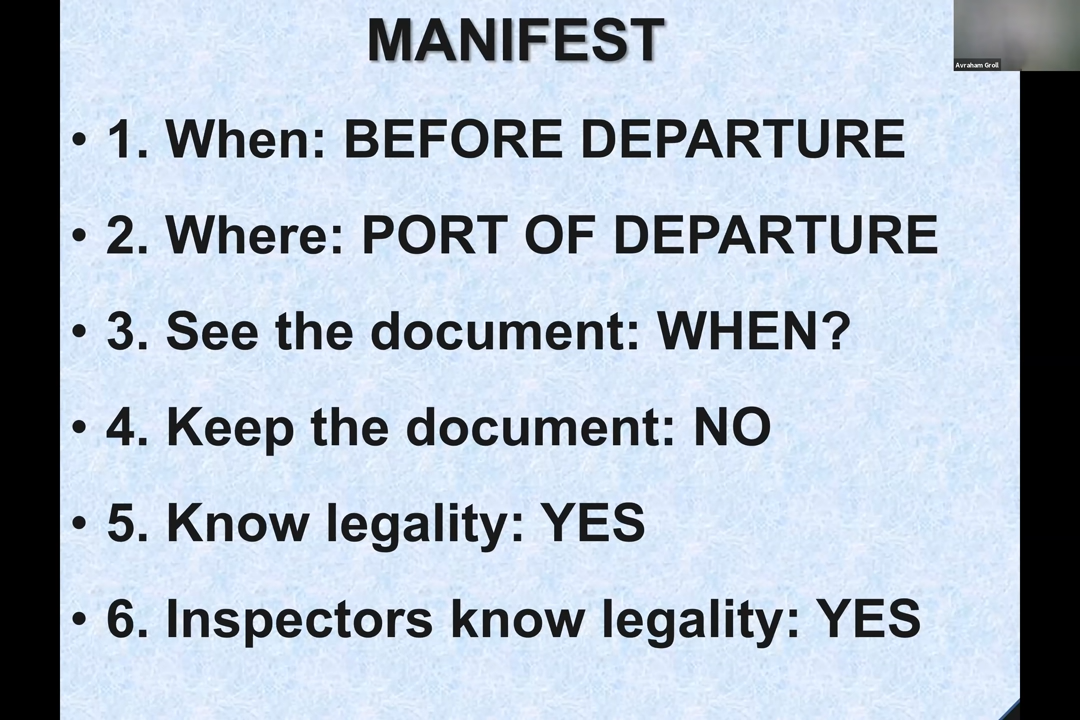 MANIFEST
Avraham Groll
• 1. When: BEFORE DEPARTURE
• 2. Where: PORT OF DEPARTURE
• 3. See the document: WHEN?
• 4. Keep the document: NO
• 5. Know legality: YES
• 6. Inspectors know legality: YES